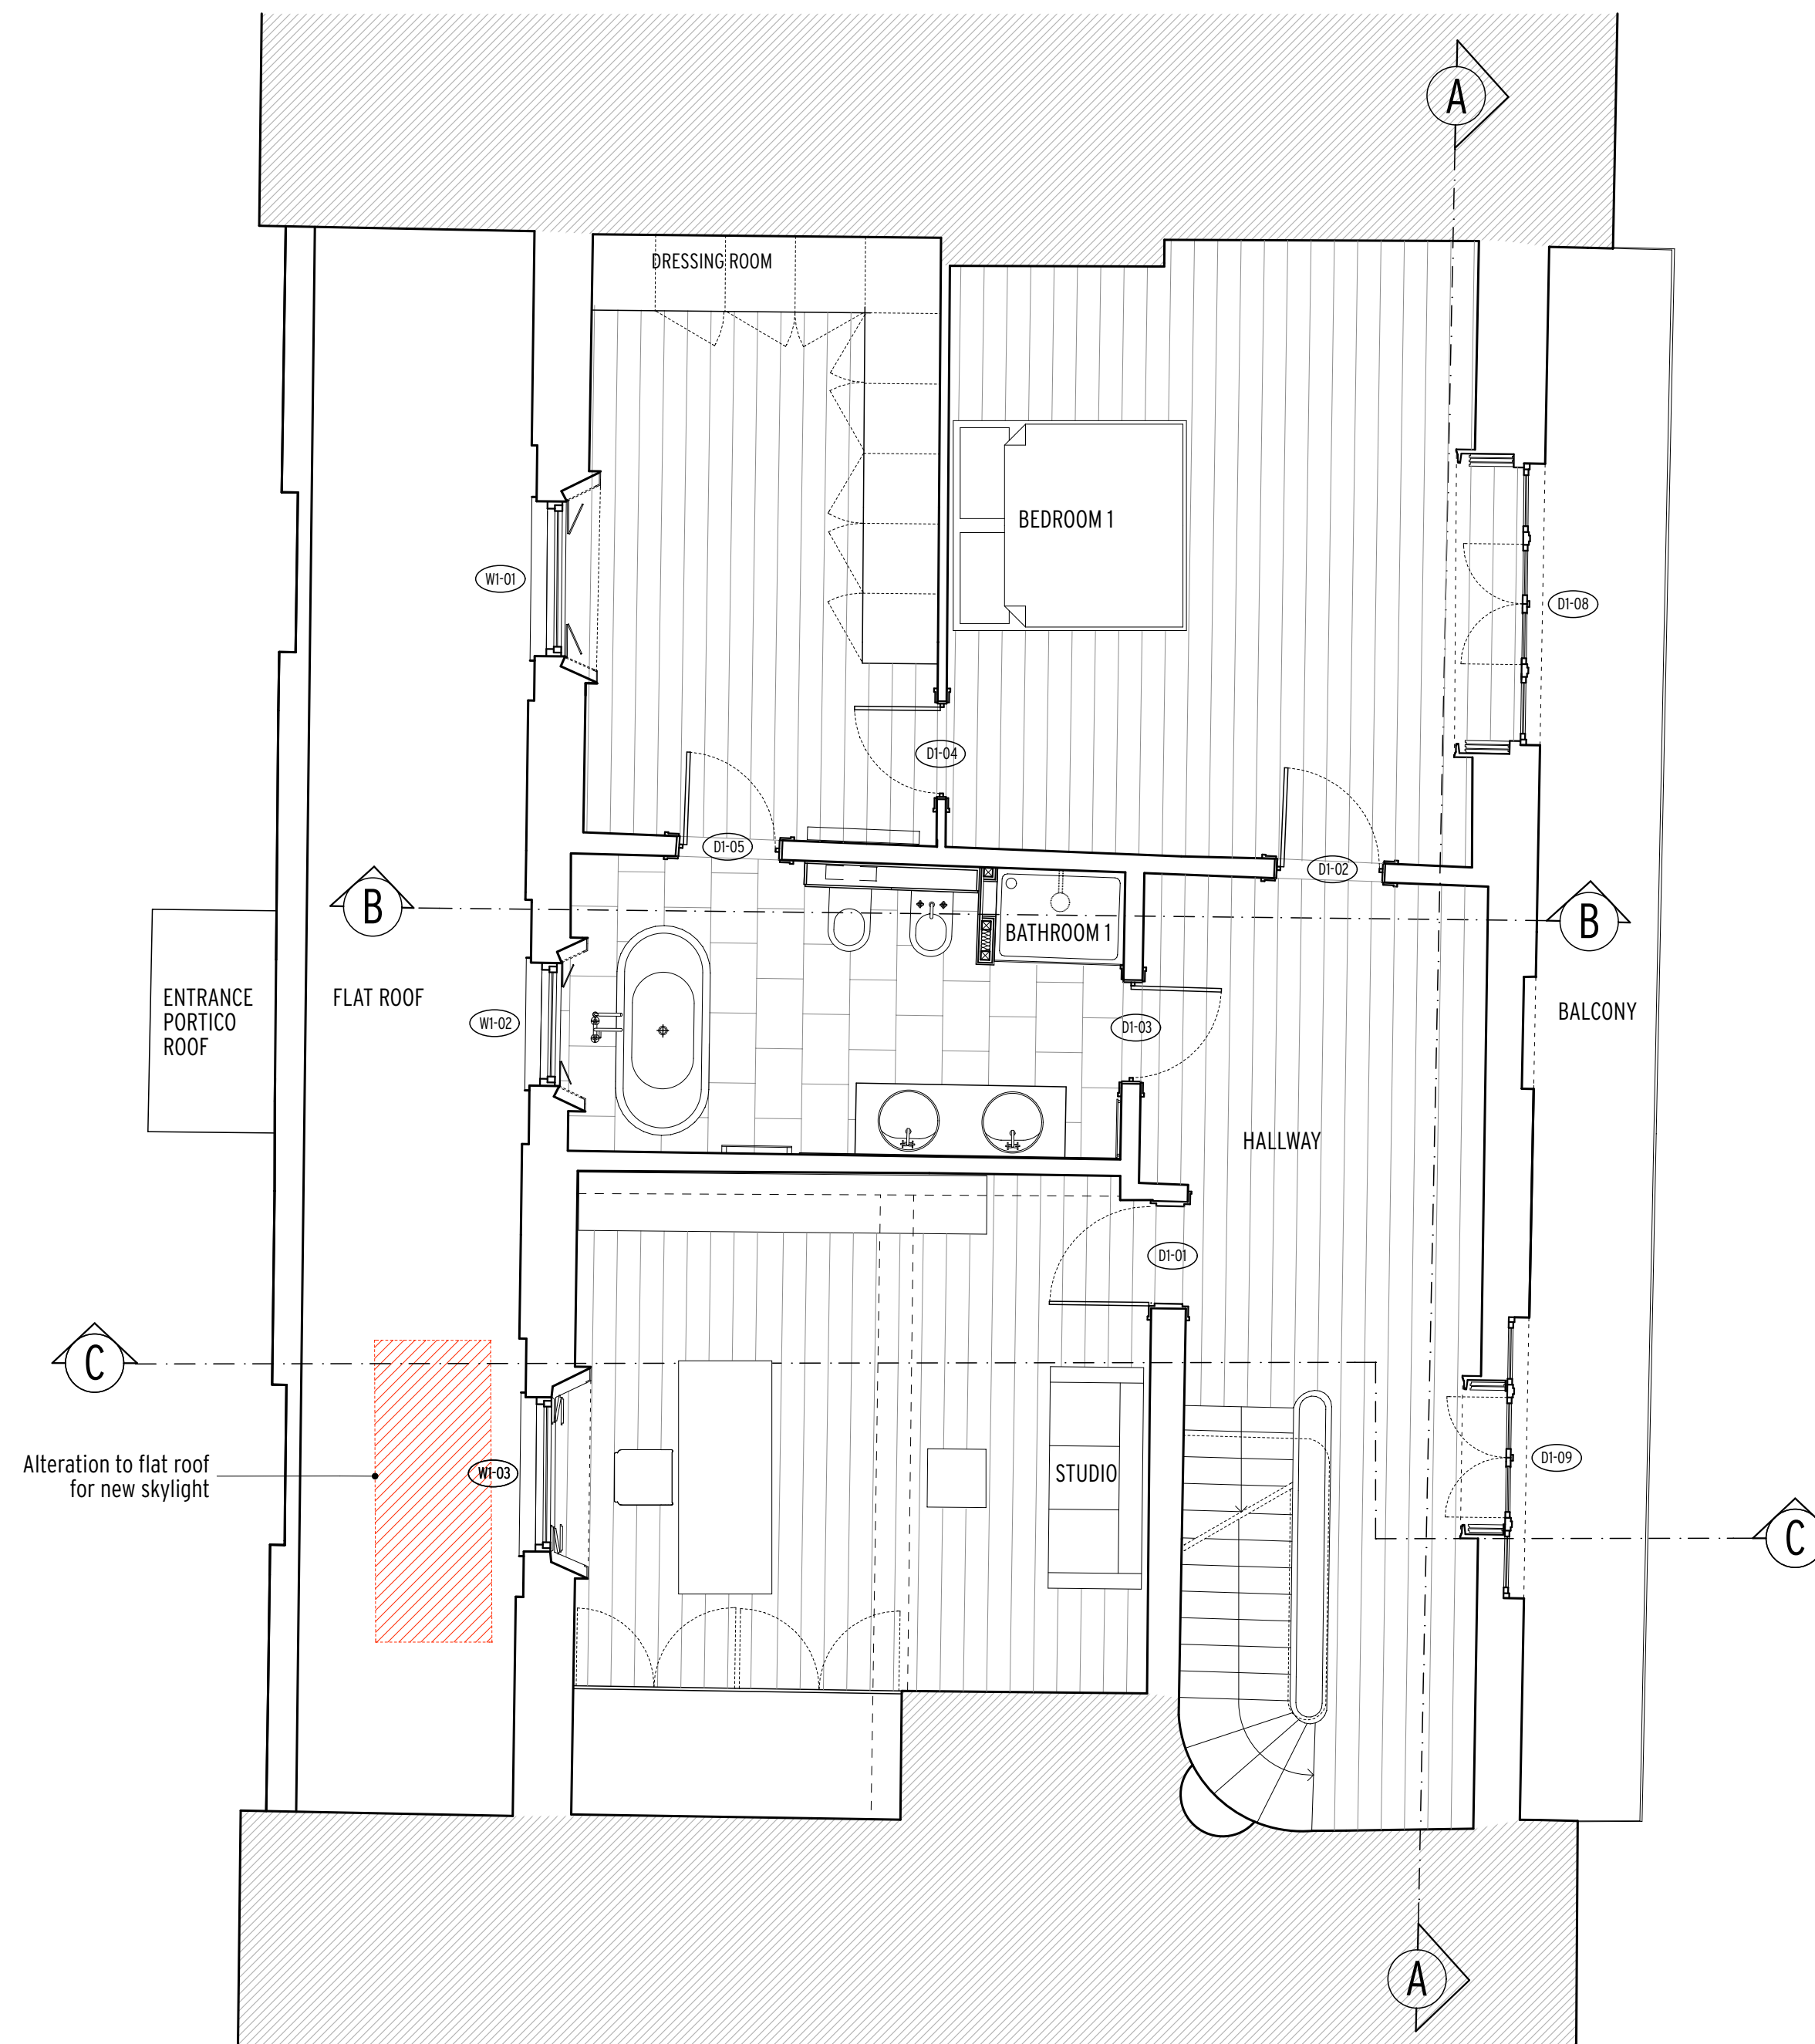 A
DRESSING ROOM
BEDROOM 1
W1-01
D1-08
D1-04
D1-05
D1-02
B
B
BATHROOM 1
ENTRANCE
PORTICO
ROOF
FLAT ROOF
W1-02
D1-03
BALCONY
HALLWAY
D1-01
C
Alteration to flat roof
for new skylight
W1-03
STUDIO
D1-09
C
A